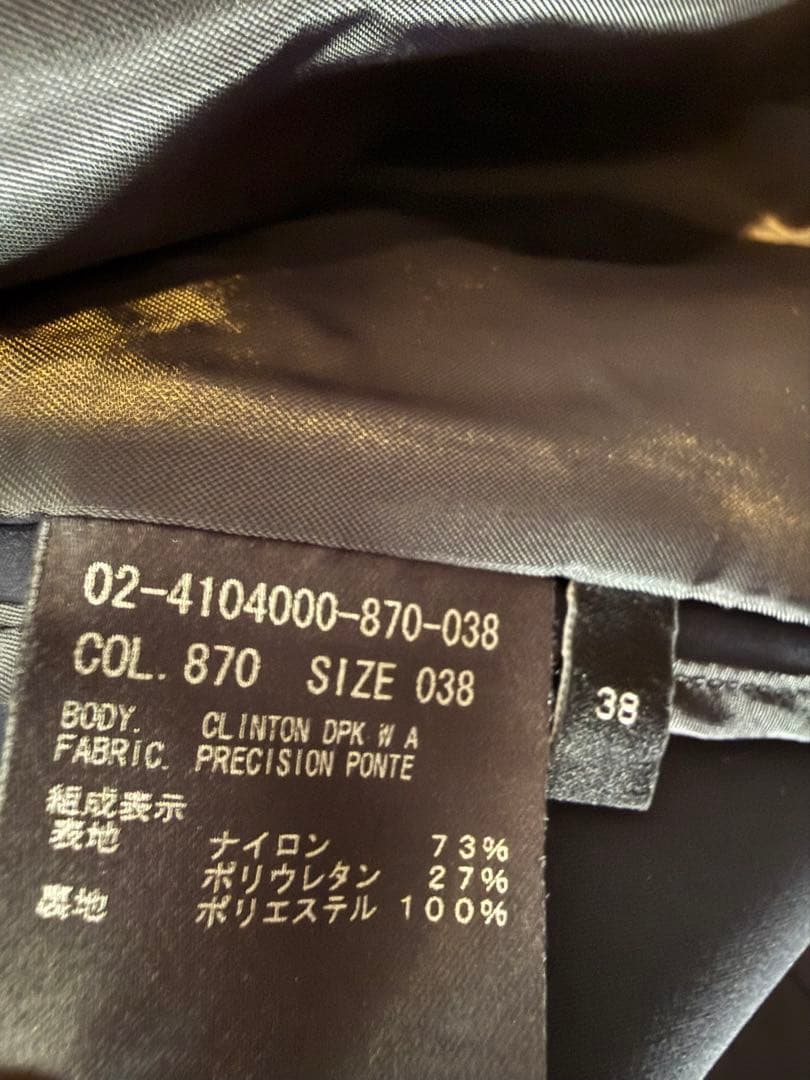 02-4104000-870-038
COL. 870 SIZE 038
BODY. CLINTON DPK W A
FABRIC. PRECISION PONTE
組成表示
表地 ナイロン 73%
ポリウレタン 27%
裏地 ポリエステル 100%
38